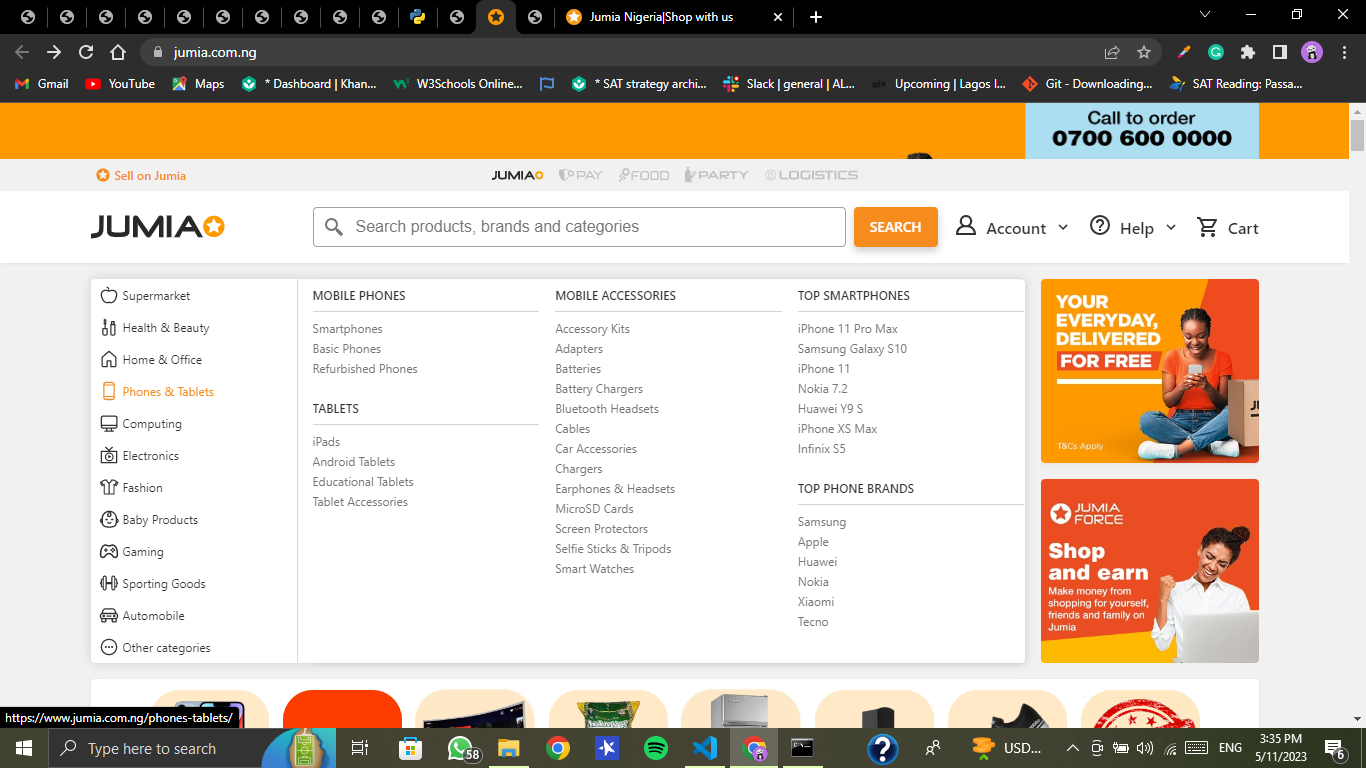 Jumia Nigeria|Shop with us
jumia.com.ng
Gmail
YouTube
Maps
* Dashboard | Khan...
W3Schools Online...
* SAT strategy archi...
Slack | general | AL...
Upcoming | Lagos I...
Git - Downloading...
SAT Reading: Passa...
Call to order
0700 600 0000
Sell on Jumia
JUMIA
PAY
FOOD
PARTY
LOGISTICS
JUMIA
Search products, brands and categories
SEARCH
Account
Help
Cart
Supermarket
Health & Beauty
Home & Office
Phones & Tablets
Computing
Electronics
Fashion
Baby Products
Gaming
Sporting Goods
Automobile
Other categories
MOBILE PHONES
Smartphones
Basic Phones
Refurbished Phones
TABLETS
iPads
Android Tablets
Educational Tablets
Tablet Accessories
MOBILE ACCESSORIES
Accessory Kits
Adapters
Batteries
Battery Chargers
Bluetooth Headsets
Cables
Car Accessories
Chargers
Earphones & Headsets
MicroSD Cards
Screen Protectors
Selfie Sticks & Tripods
Smart Watches
TOP SMARTPHONES
iPhone 11 Pro Max
Samsung Galaxy S10
iPhone 11
Nokia 7.2
Huawei Y9 S
iPhone XS Max
Infinix S5
TOP PHONE BRANDS
Samsung
Apple
Huawei
Nokia
Xiaomi
Tecno
YOUR
EVERYDAY,
DELIVERED
FOR FREE
T&Cs Apply
JUMIA
FORCE
Shop
and earn
Make money from
shopping for yourself,
friends and family on
Jumia
https://www.jumia.com.ng/phones-tablets/
Type here to search
58
USD...
ENG
3:35 PM
5/11/2023
6